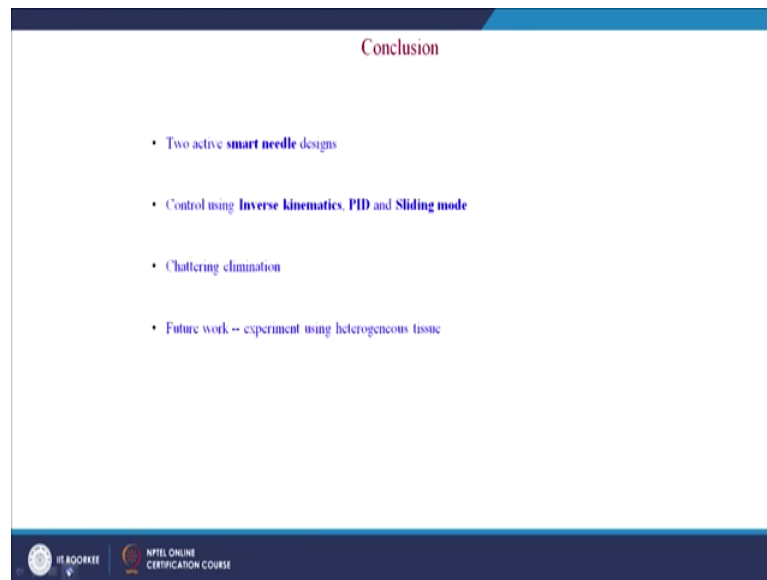 Conclusion
• Two active smart needle designs
• Control using Inverse kinematics, PID and Sliding mode
• Chattering elimination
• Future work -- experiment using heterogeneous tissue
IIT ROORKEE
NPTEL ONLINE
CERTIFICATION COURSE